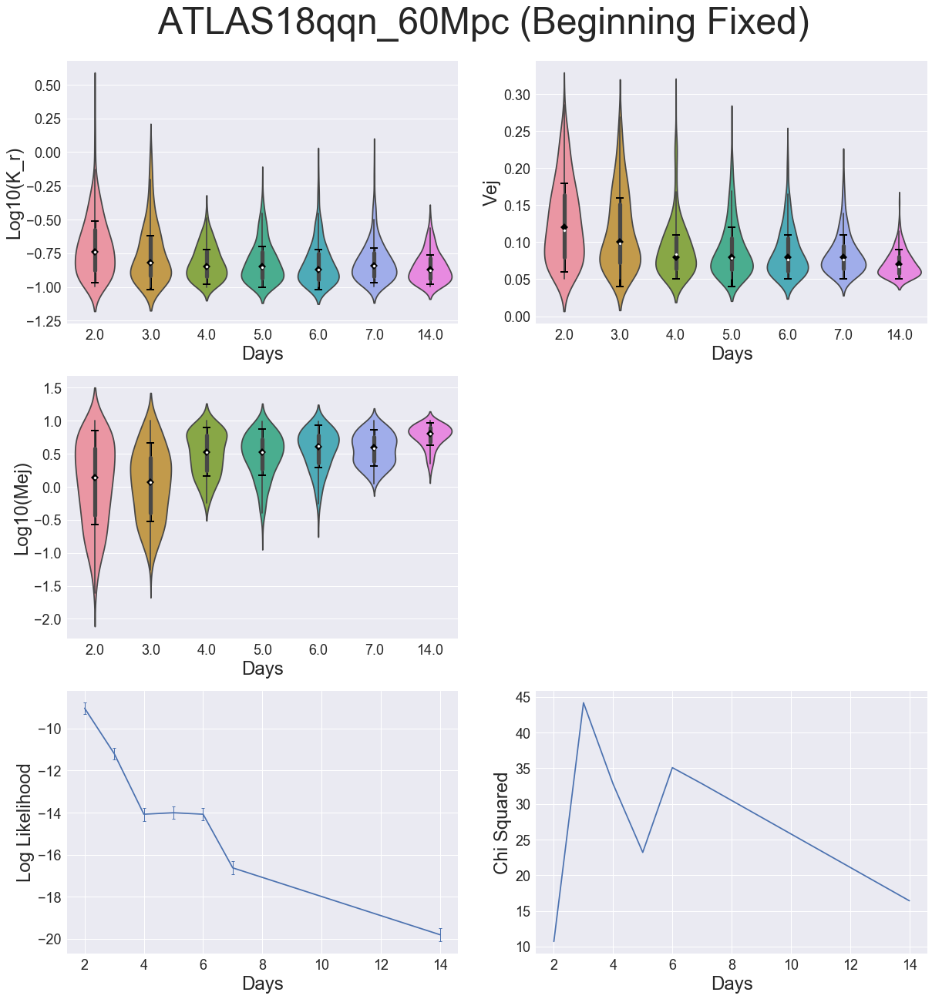 ATLAS18qqn_60Mpc (Beginning Fixed)
Log10(K_r)
0.50
0.25
0.00
−0.25
−0.50
−0.75
−1.00
−1.25
2.0 3.0 4.0 5.0 6.0 7.0 14.0
Days
Vej
0.30
0.25
0.20
0.15
0.10
0.05
0.00
2.0 3.0 4.0 5.0 6.0 7.0 14.0
Days
Log10(Mej)
1.5
1.0
0.5
0.0
−0.5
−1.0
−1.5
−2.0
2.0 3.0 4.0 5.0 6.0 7.0 14.0
Days
Log Likelihood
−10
−12
−14
−16
−18
−20
2 4 6 8 10 12 14
Days
Chi Squared
45
40
35
30
25
20
15
10
2 4 6 8 10 12 14
Days